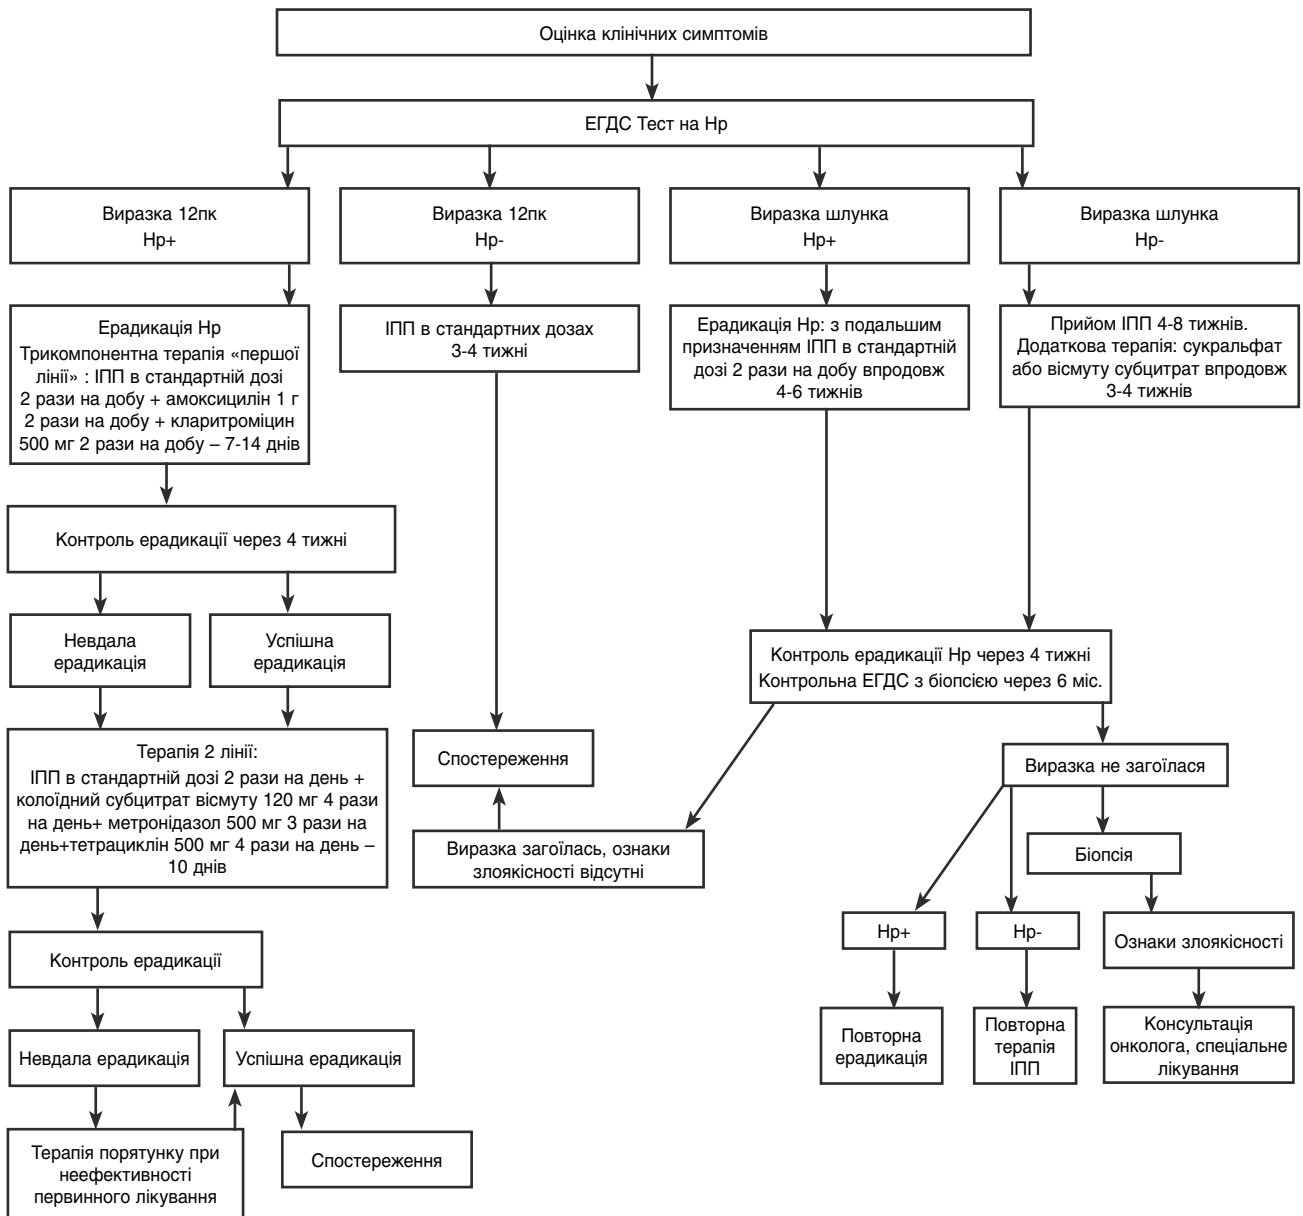 Оцінка клінічних симптомів
ЕГДС Тест на Нр
Виразка 12пк
Нр+
Виразка 12пк
Нр-
Виразка шлунка
Нр+
Виразка шлунка
Нр-
Ерадикація Нр
Трикомпонентна терапія «першої
лінії» : ІПП в стандартній дозі
2 рази на добу + амоксицилін 1 г
2 рази на добу + кларитроміцин
500 мг 2 рази на добу – 7-14 днів
ІПП в стандартних дозах
3-4 тижні
Ерадикація Нр: з подальшим
призначенням ІПП в стандартній
дозі 2 рази на добу впродовж
4-6 тижнів
Прийом ІПП 4-8 тижнів.
Додаткова терапія: сукральфат
або вісмуту субцитрат впродовж
3-4 тижнів
Контроль ерадикації через 4 тижні
Невдала
ерадикація
Успішна
ерадикація
Контроль ерадикації Нр через 4 тижні
Контрольна ЕГДС з біопсією через 6 міс.
Терапія 2 лінії:
ІПП в стандартній дозі 2 рази на день +
колоїдний субцитрат вісмуту 120 мг 4 рази
на день+ метронідазол 500 мг 3 рази на
день+тетрациклін 500 мг 4 рази на день –
10 днів
Спостереження
Виразка не загоїлася
Виразка загоїлась, ознаки
злоякісності відсутні
Біопсія
Нр+
Нр-
Ознаки злоякісності
Контроль ерадикації
Невдала ерадикація
Успішна ерадикація
Повторна
ерадикація
Повторна
терапія
ІПП
Консультація
онколога, спеціальне
лікування
Терапія порятунку при
неефективності
первинного лікування
Спостереження